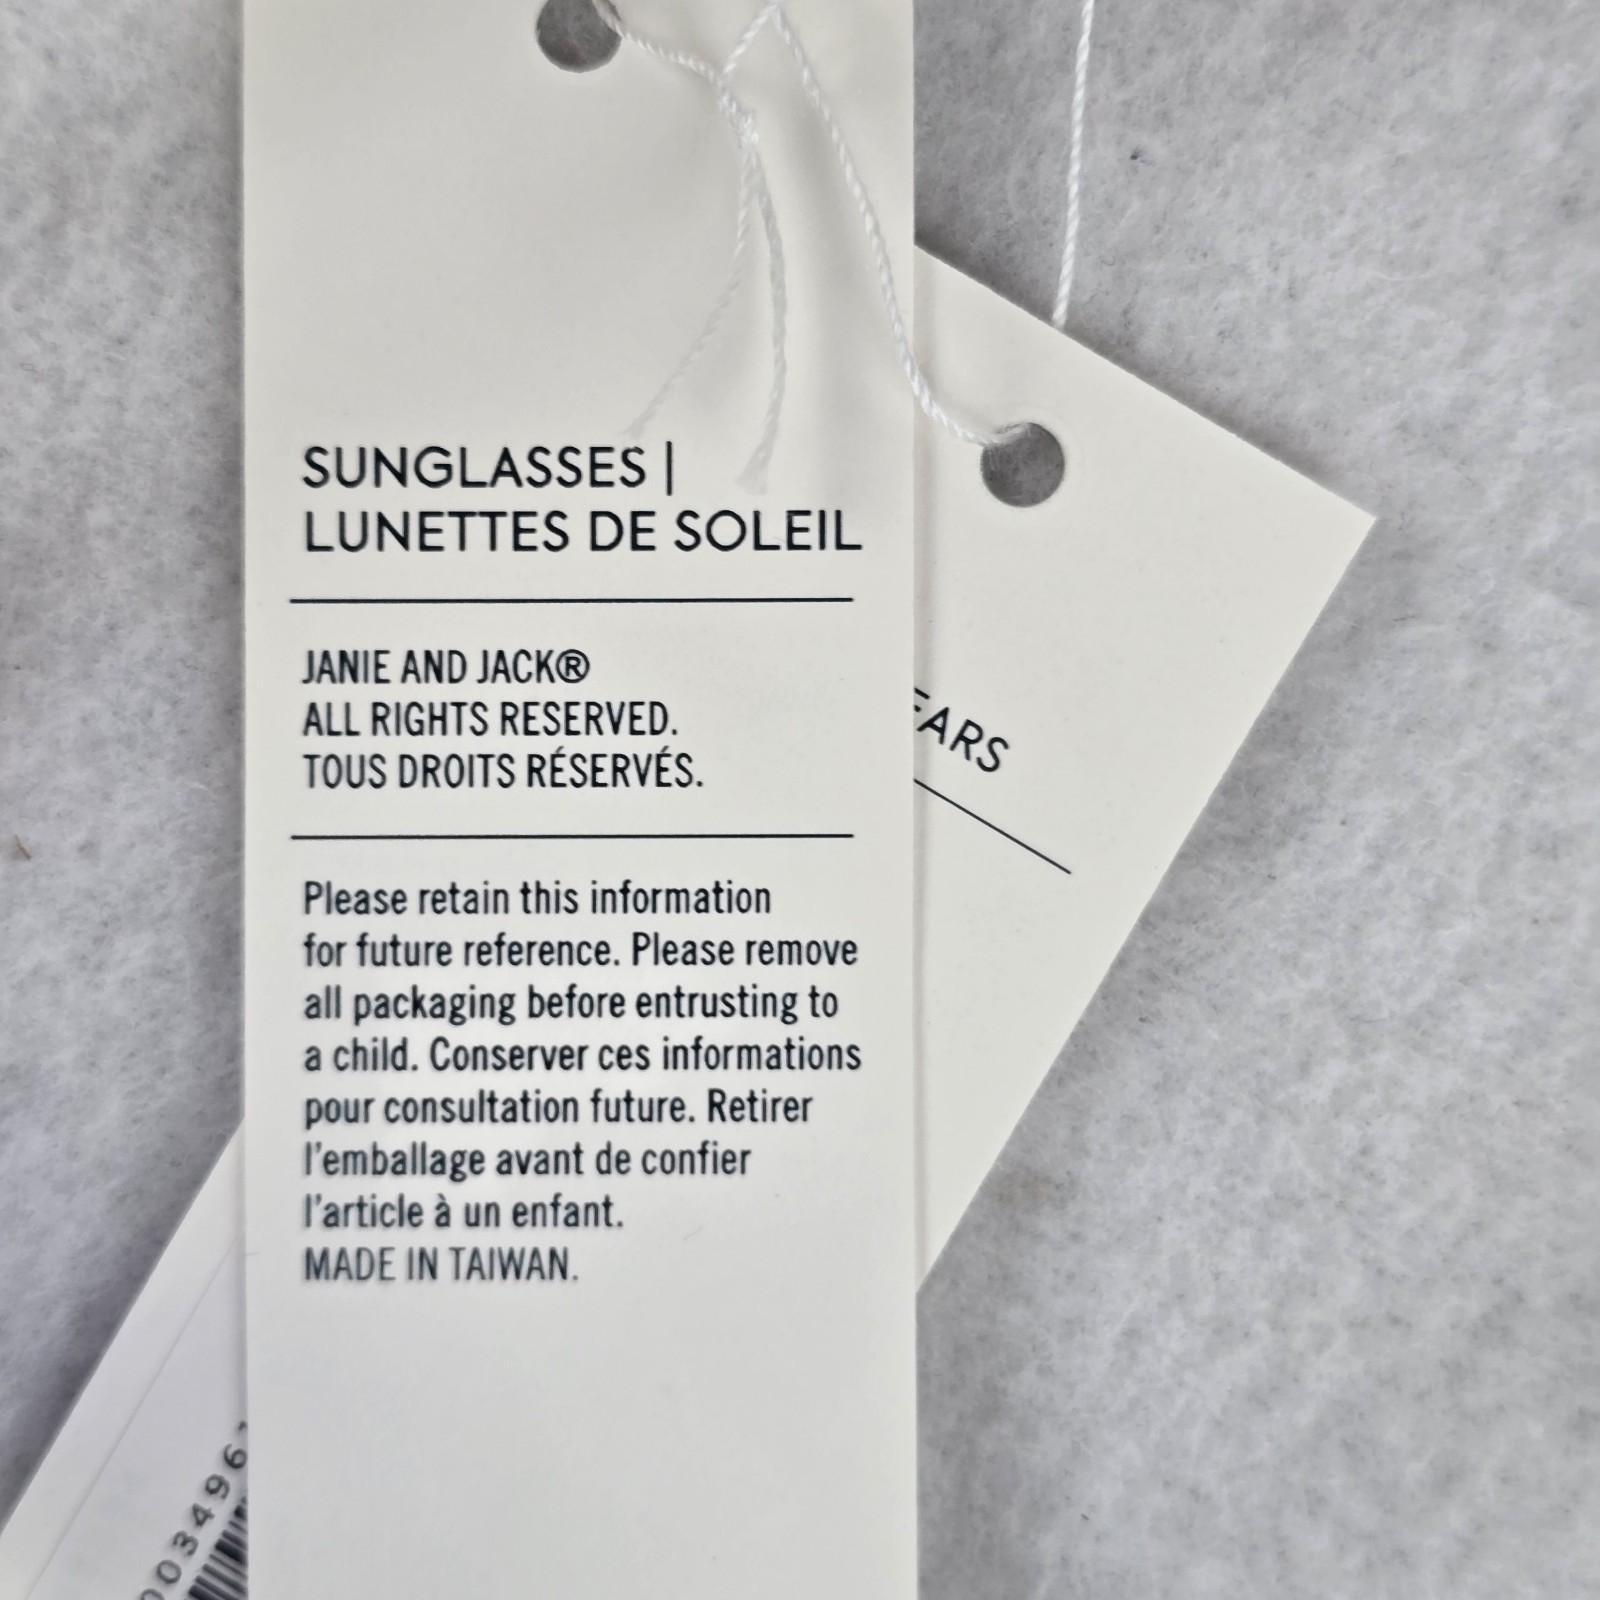 SUNGLASSES |
LUNETTES DE SOLEIL
JANIE AND JACK®
ALL RIGHTS RESERVED.
TOUS DROITS RÉSERVÉS.
Please retain this information
for future reference. Please remove
all packaging before entrusting to
a child. Conserver ces informations
pour consultation future. Retirer
l'emballage avant de confier
l'article à un enfant.
MADE IN TAIWAN.
EARS
003496